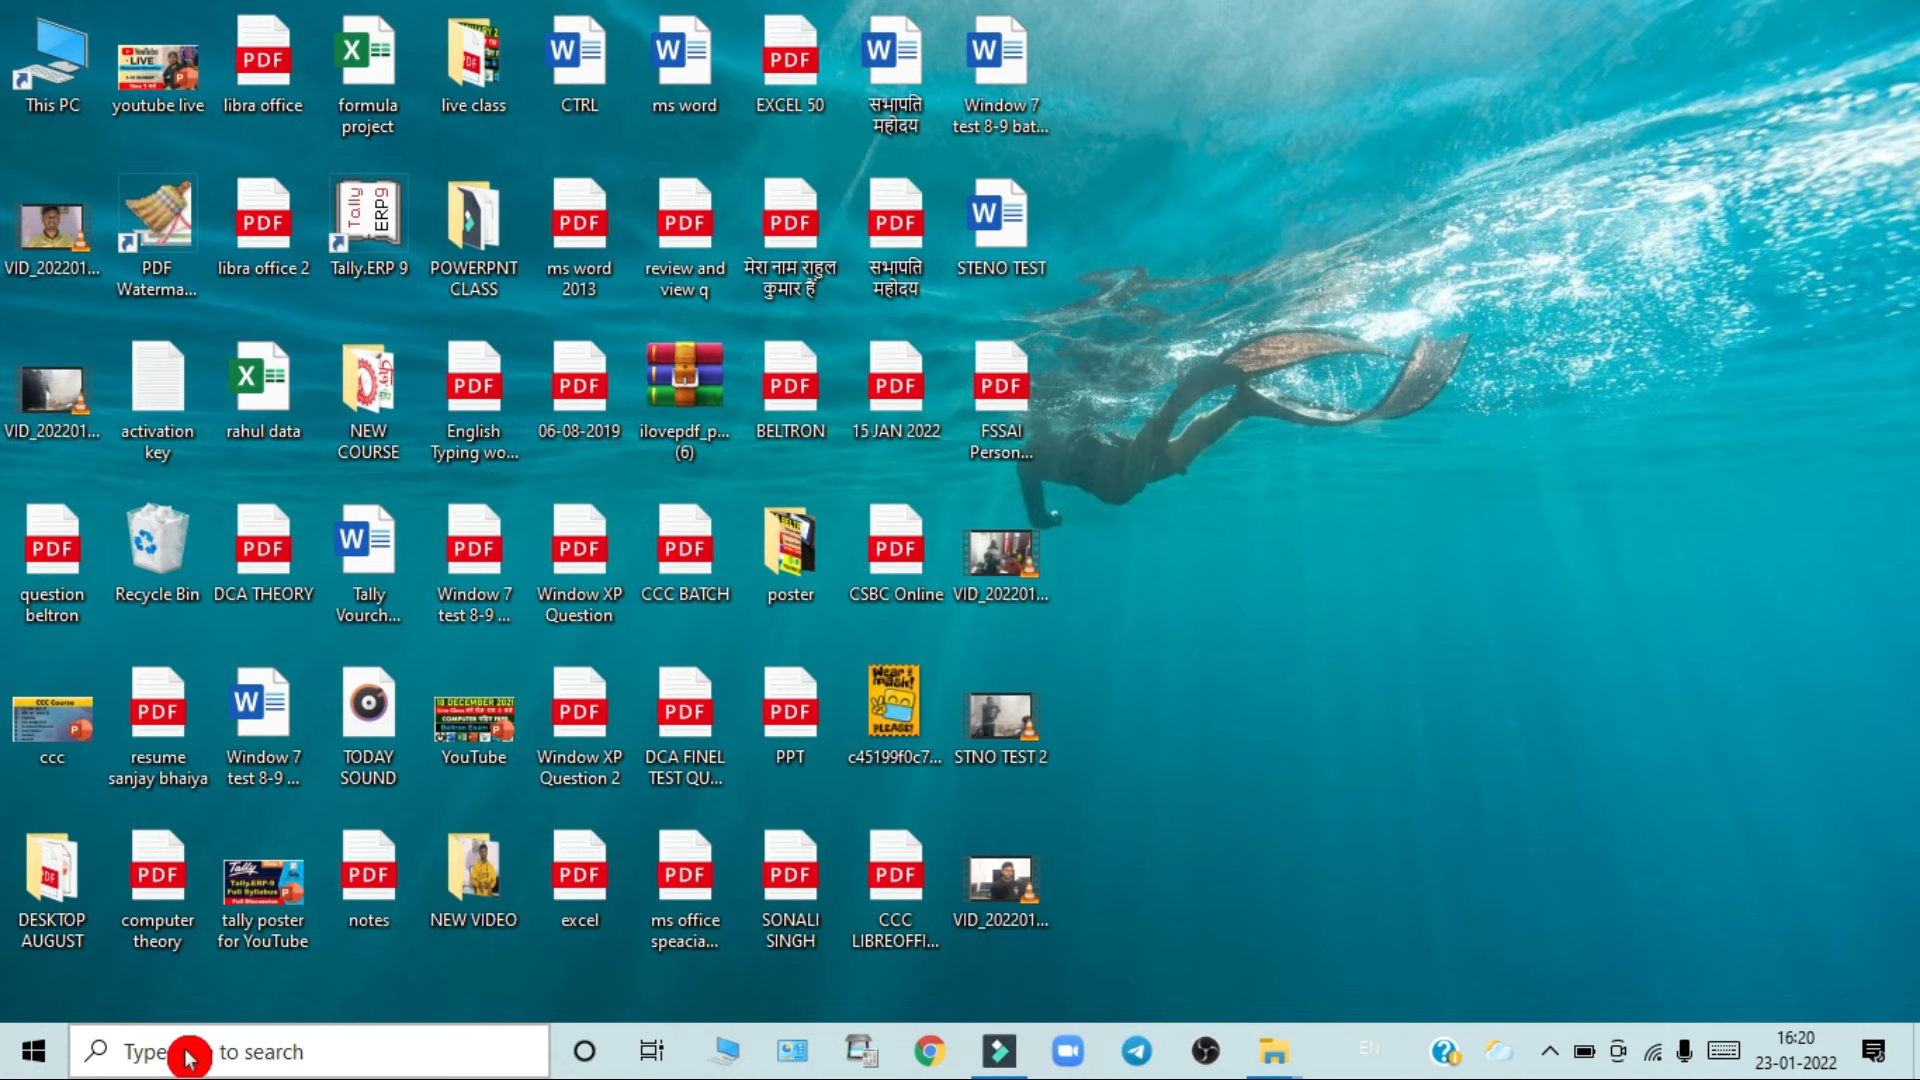 This PC
youtube live
libra office
formula
project
live class
CTRL
ms word
EXCEL 50
सभापति
महोदय
Window 7
test 8-9 bat...
VID_202201...
PDF
Waterma...
libra office 2
Tally.ERP 9
POWERPNT
CLASS
ms word
2013
review and
view q
मेरा नाम राहुल
कुमार हैं
सभापति
महोदय
STENO TEST
VID_202201...
activation
key
rahul data
NEW
COURSE
English
Typing wo...
06-08-2019
ilovepdf_p...
(6)
BELTRON
15 JAN 2022
FSSAI
Person...
question
beltron
Recycle Bin
DCA THEORY
Tally
Vourch...
Window 7
test 8-9 ...
Window XP
Question
CCC BATCH
poster
CSBC Online
VID_202201...
ccc
resume
sanjay bhaiya
Window 7
test 8-9 ...
TODAY
SOUND
YouTube
Window XP
Question 2
DCA FINEL
TEST QU...
PPT
c45199f0c7...
STNO TEST 2
DESKTOP
AUGUST
computer
theory
tally poster
for YouTube
notes
NEW VIDEO
excel
ms office
speacia...
SONALI
SINGH
CCC
LIBREOFFI...
VID_202201...
Type to search
EN
16:20
23-01-2022